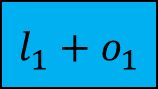 l₁ + o₁